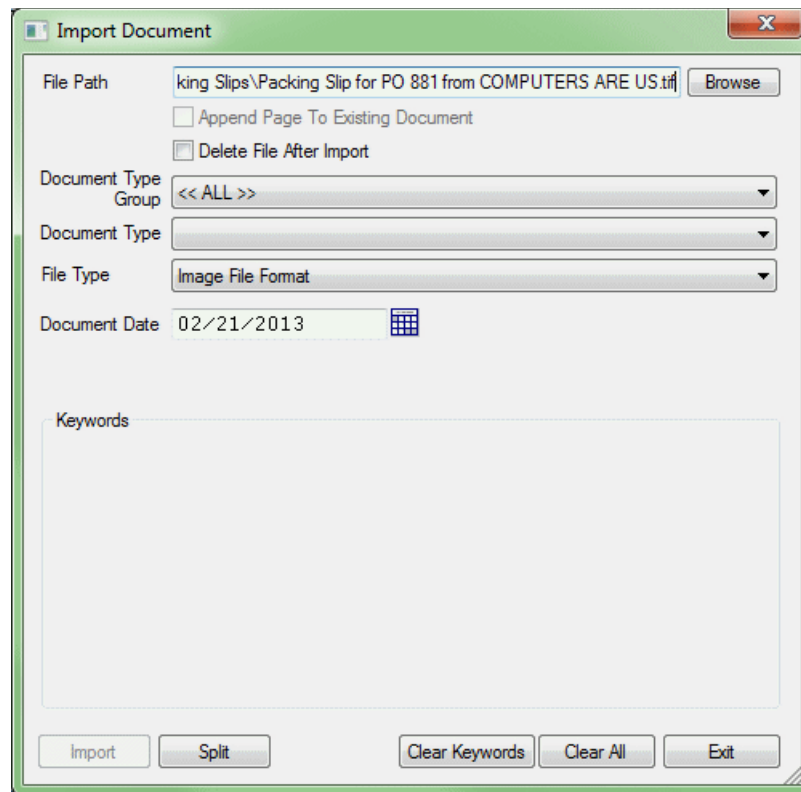 Import Document
File Path king Slips\Packing Slip for PO 881 from COMPUTERS ARE US.tif Browse
Append Page To Existing Document
Delete File After Import
Document Type Group << ALL >>
Document Type
File Type Image File Format
Document Date 02/21/2013
Keywords
Import Split Clear Keywords Clear All Exit